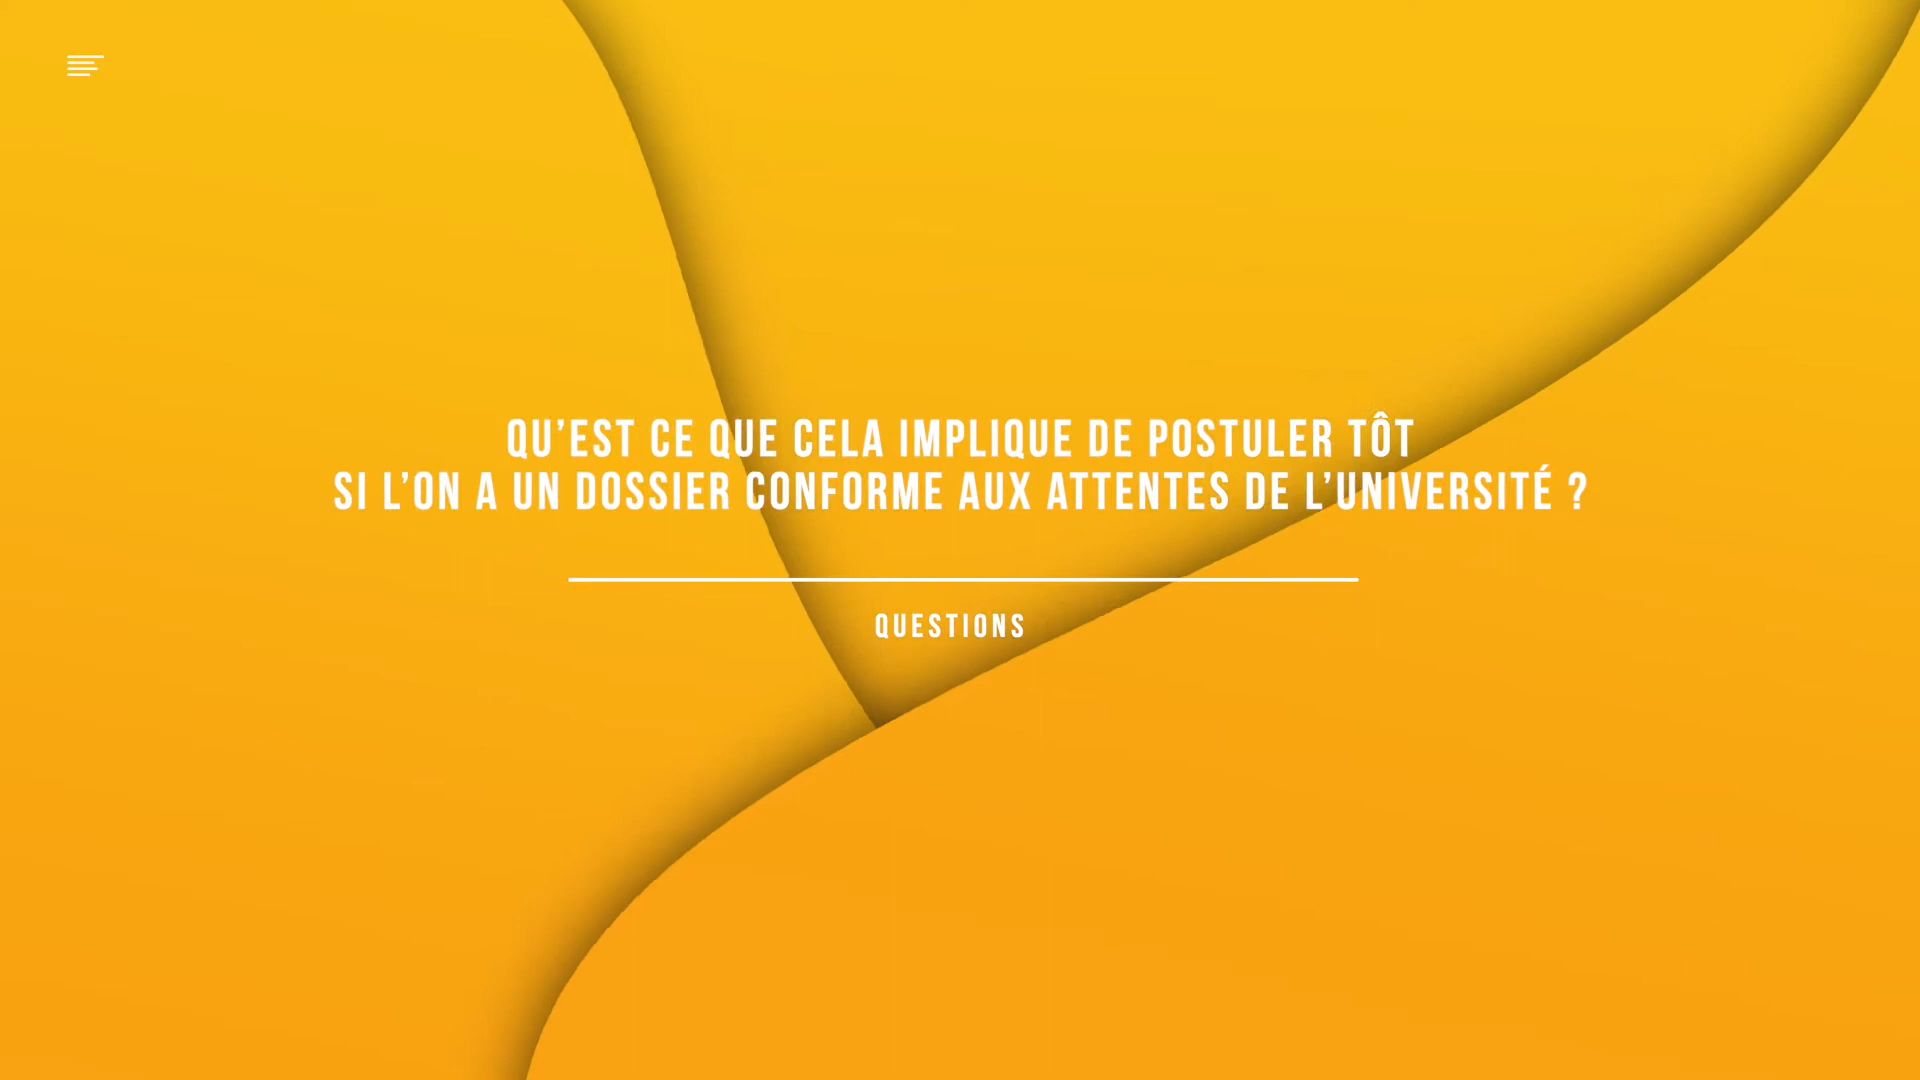 QU’EST CE QUE CELA IMPLIQUE DE POSTULER TÔT
SI L’ON A UN DOSSIER CONFORME AUX ATTENTES DE L’UNIVERSITÉ ?
QUESTIONS